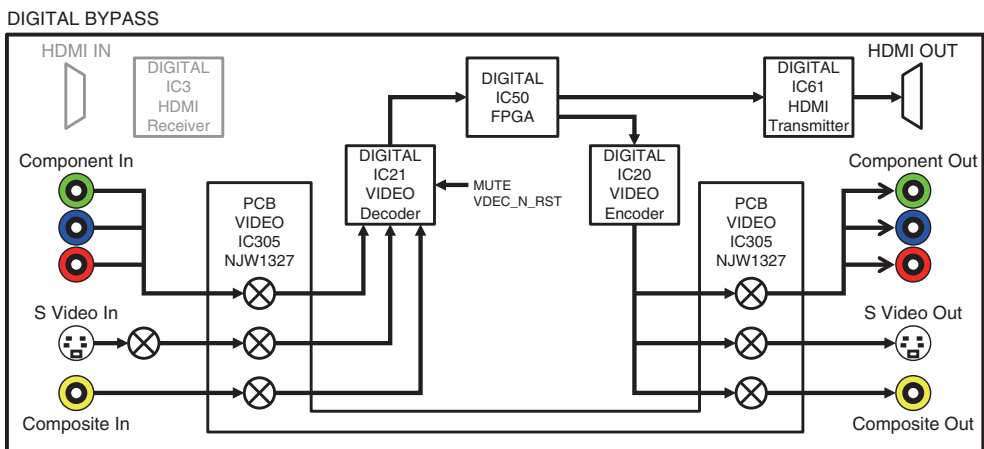 DIGITAL BYPASS
HDMI IN
DIGITAL
IC3
HDMI
Receiver
DIGITAL
IC50
FPGA
DIGITAL
IC61
HDMI
Transmitter
HDMI OUT
Component In
PCB
VIDEO
IC305
NJW1327
DIGITAL
IC21
VIDEO
Decoder
MUTE
VDEC_N_RST
DIGITAL
IC20
VIDEO
Encoder
PCB
VIDEO
IC305
NJW1327
Component Out
S Video In
S Video Out
Composite In
Composite Out